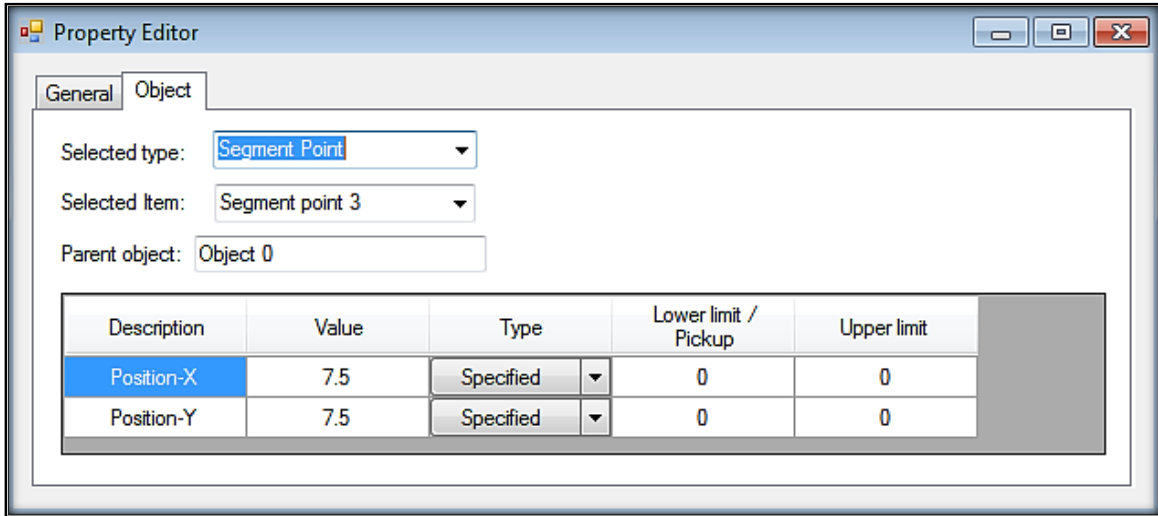 Property Editor
General Object
Selected type: Segment Point
Selected Item: Segment point 3
Parent object: Object 0
Description Value Type Lower limit / Pickup Upper limit
Position-X 7.5 Specified 0 0
Position-Y 7.5 Specified 0 0